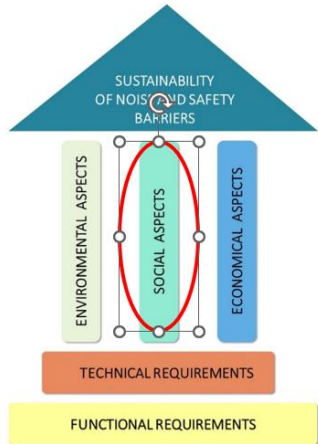 SUSTAINABILITY
OF NOISE AND SAFETY
BARRIERS
ENVIRONMENTAL ASPECTS
SOCIAL ASPECTS
ECONOMICAL ASPECTS
TECHNICAL REQUIREMENTS
FUNCTIONAL REQUIREMENTS